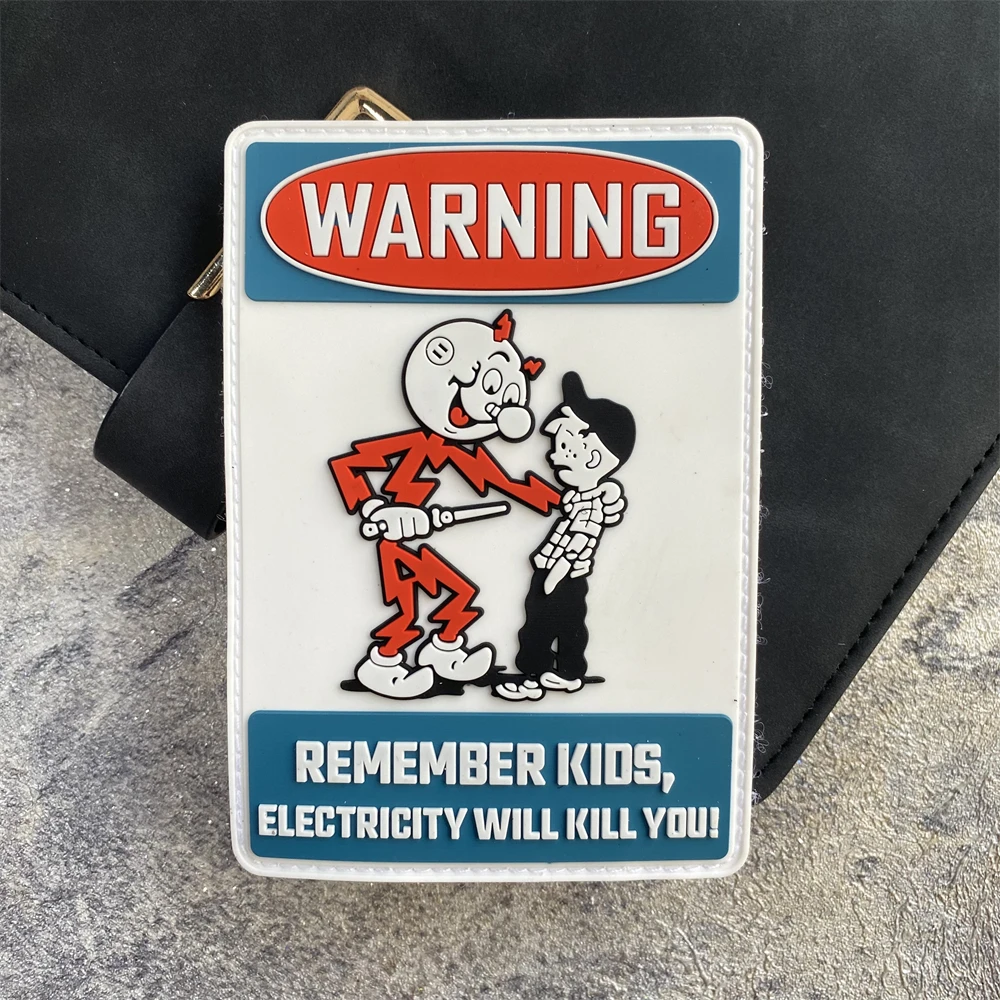 WARNING
REMEMBER KIDS,
ELECTRICITY WILL KILL YOU!